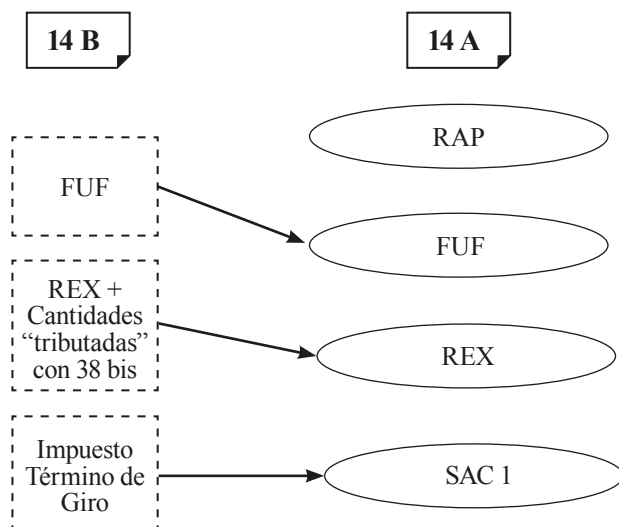 14 B
14 A
RAP
FUF
FUF
REX +
Cantidades
“tributadas”
con 38 bis
REX
Impuesto
Término de
Giro
SAC 1